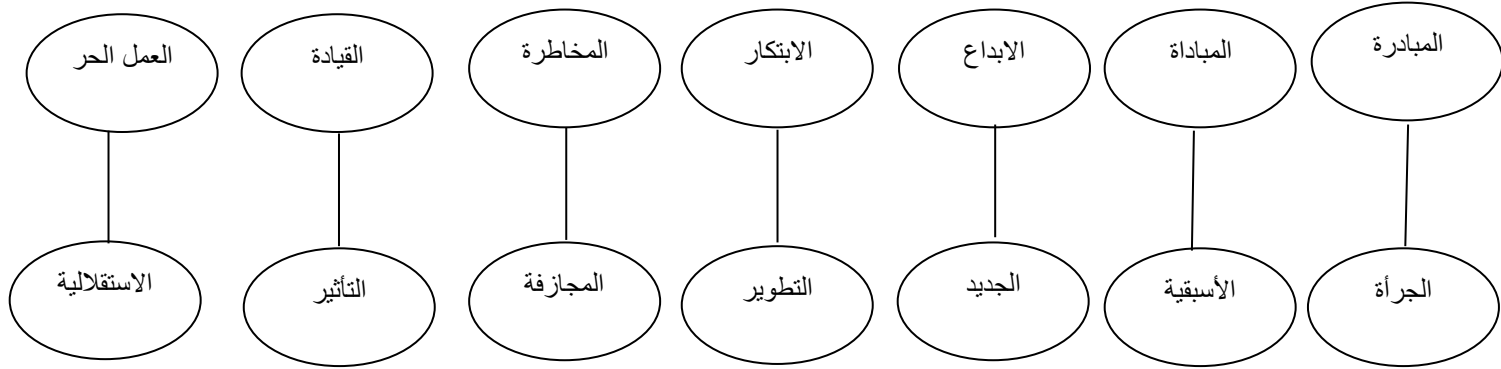 المبادرة
المباداة
الابداع
الابتكار
المخاطرة
القيادة
العمل الحر
الجرأة
الأسبقية
الجديد
التطوير
المجازفة
التأثير
الاستقلالية